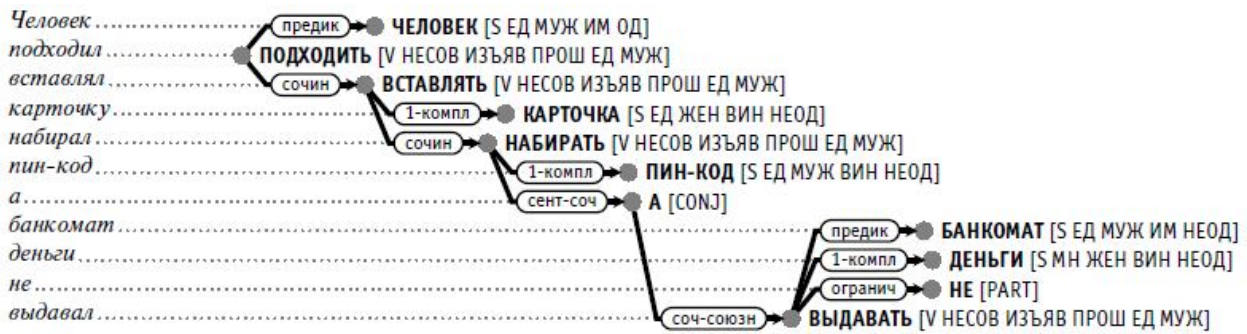 Человек предик ЧЕЛОВЕК [S ЕД МУЖ ИМ ОД]
подходил ПОДХОДИТЬ [V НЕСОВ ИЗЪЯВ ПРОШ ЕД МУЖ]
вставлял сочин ВСТАВЛЯТЬ [V НЕСОВ ИЗЪЯВ ПРОШ ЕД МУЖ]
карточку 1-компл КАРТОЧКА [S ЕД ЖЕН ВИН НЕОД]
набирал сочин НАБИРАТЬ [V НЕСОВ ИЗЪЯВ ПРОШ ЕД МУЖ]
пин-код 1-компл ПИН-КОД [S ЕД МУЖ ВИН НЕОД]
а сент-соч А [CONJ]
банкомат предик БАНКОМАТ [S ЕД МУЖ ИМ НЕОД]
деньги 1-компл ДЕНЬГИ [S МН ЖЕН ВИН НЕОД]
не огранич НЕ [PART]
выдавал соч-союзн ВЫДАВАТЬ [V НЕСОВ ИЗЪЯВ ПРОШ ЕД МУЖ]